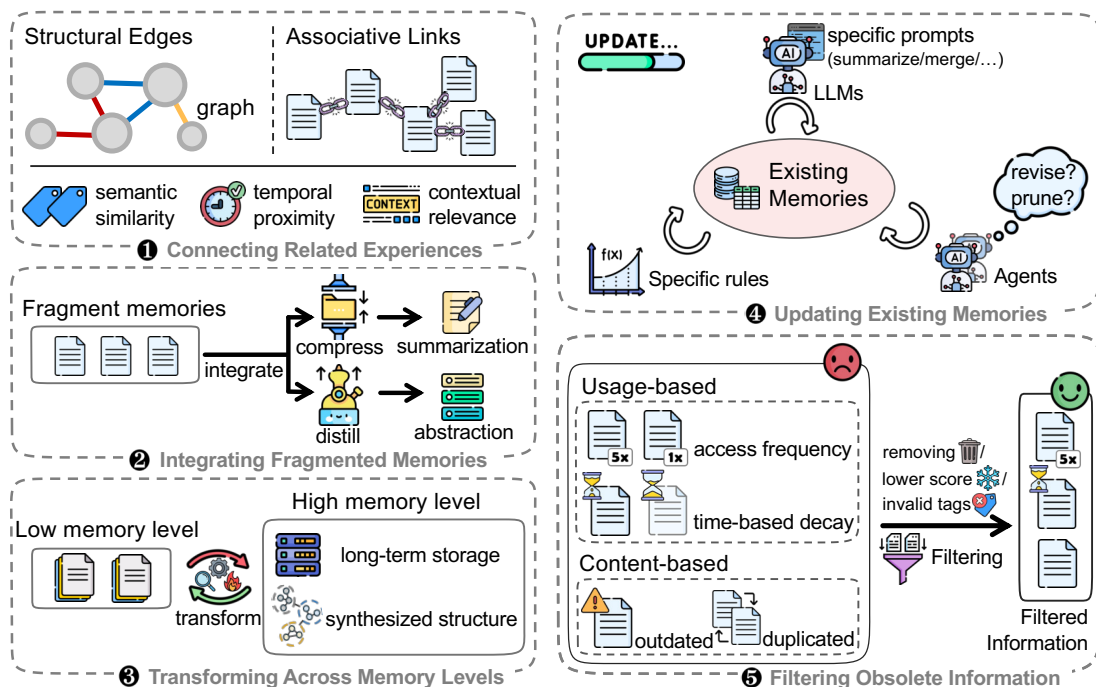 Structural Edges
graph
Associative Links
semantic
similarity
temporal
proximity
CONTEXT
contextual
relevance
❶ Connecting Related Experiences
Fragment memories
integrate
compress
summarization
distill
abstraction
❷ Integrating Fragmented Memories
Low memory level
transform
High memory level
long-term storage
synthesized structure
❸ Transforming Across Memory Levels
UPDATE...
AI
specific prompts
(summarize/merge/…)
LLMs
Existing
Memories
revise?
prune?
AI
Agents
f(X)
Specific rules
❹ Updating Existing Memories
Usage-based
5x
1x
access frequency
time-based decay
Content-based
outdated
duplicated
removing /
lower score /
invalid tags
Filtering
5x
Filtered
Information
❺ Filtering Obsolete Information